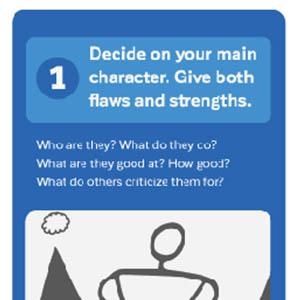 1
Decide on your main
character. Give both
flaws and strengths.
Who are they? What do they co?
What are they good at? How good?
What do others criticize them for?